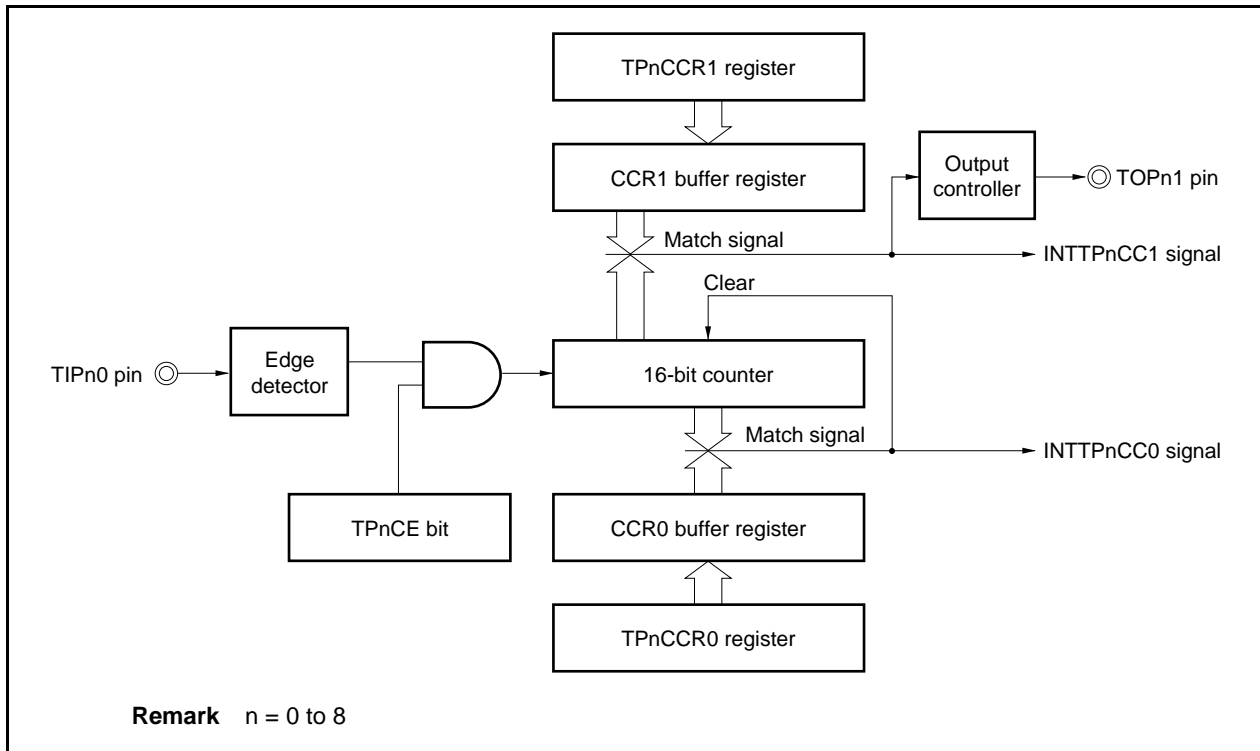 TPnCCR1 register
CCR1 buffer register
Output
controller
TOPn1 pin
Match signal
INTTPnCC1 signal
Clear
TIPn0 pin
Edge
detector
16-bit counter
Match signal
INTTPnCC0 signal
TPnCE bit
CCR0 buffer register
TPnCCR0 register
Remark n = 0 to 8